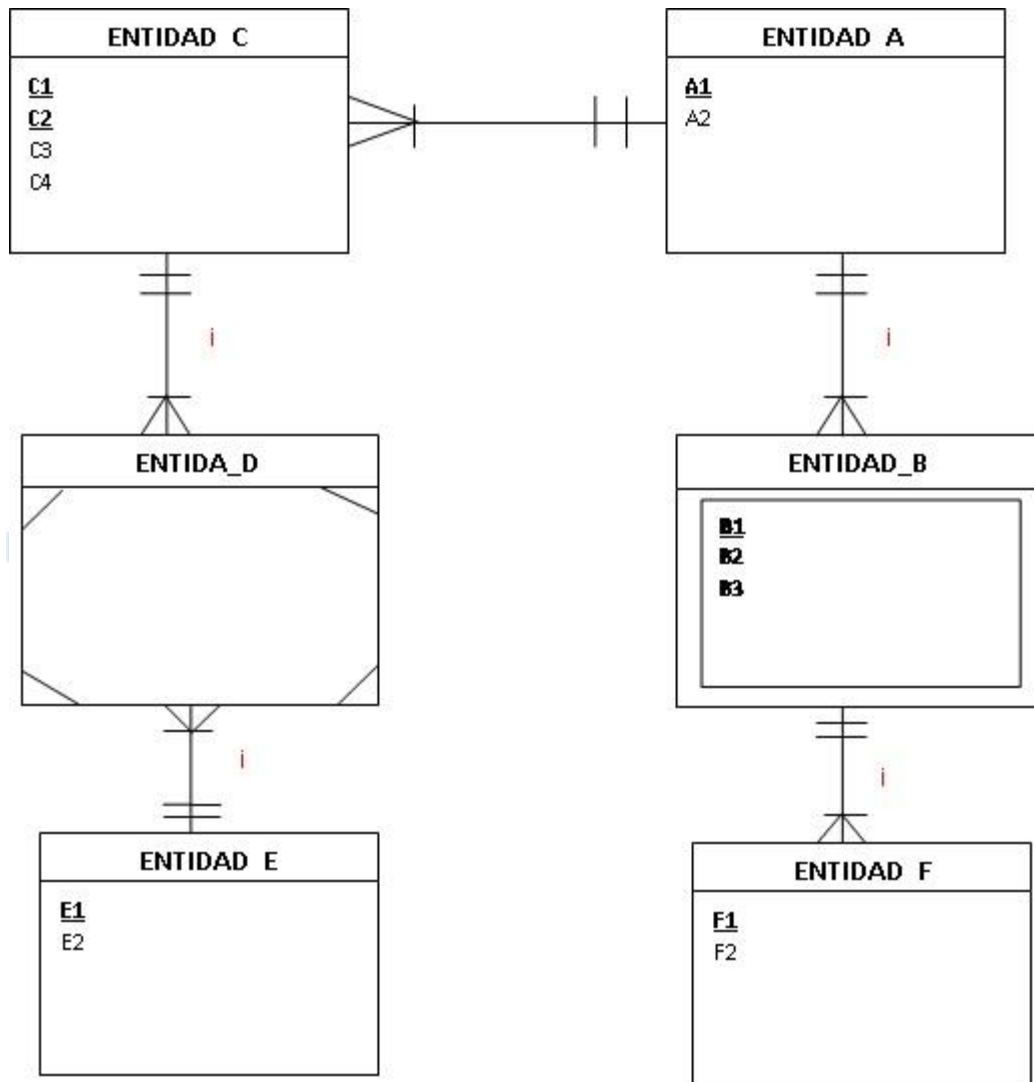 ENTIDAD C
C1
C2
C3
C4
ENTIDAD A
A1
A2
i
i
ENTIDA_D
ENTIDAD_B
B1
B2
B3
i
i
ENTIDAD E
E1
E2
ENTIDAD F
F1
F2